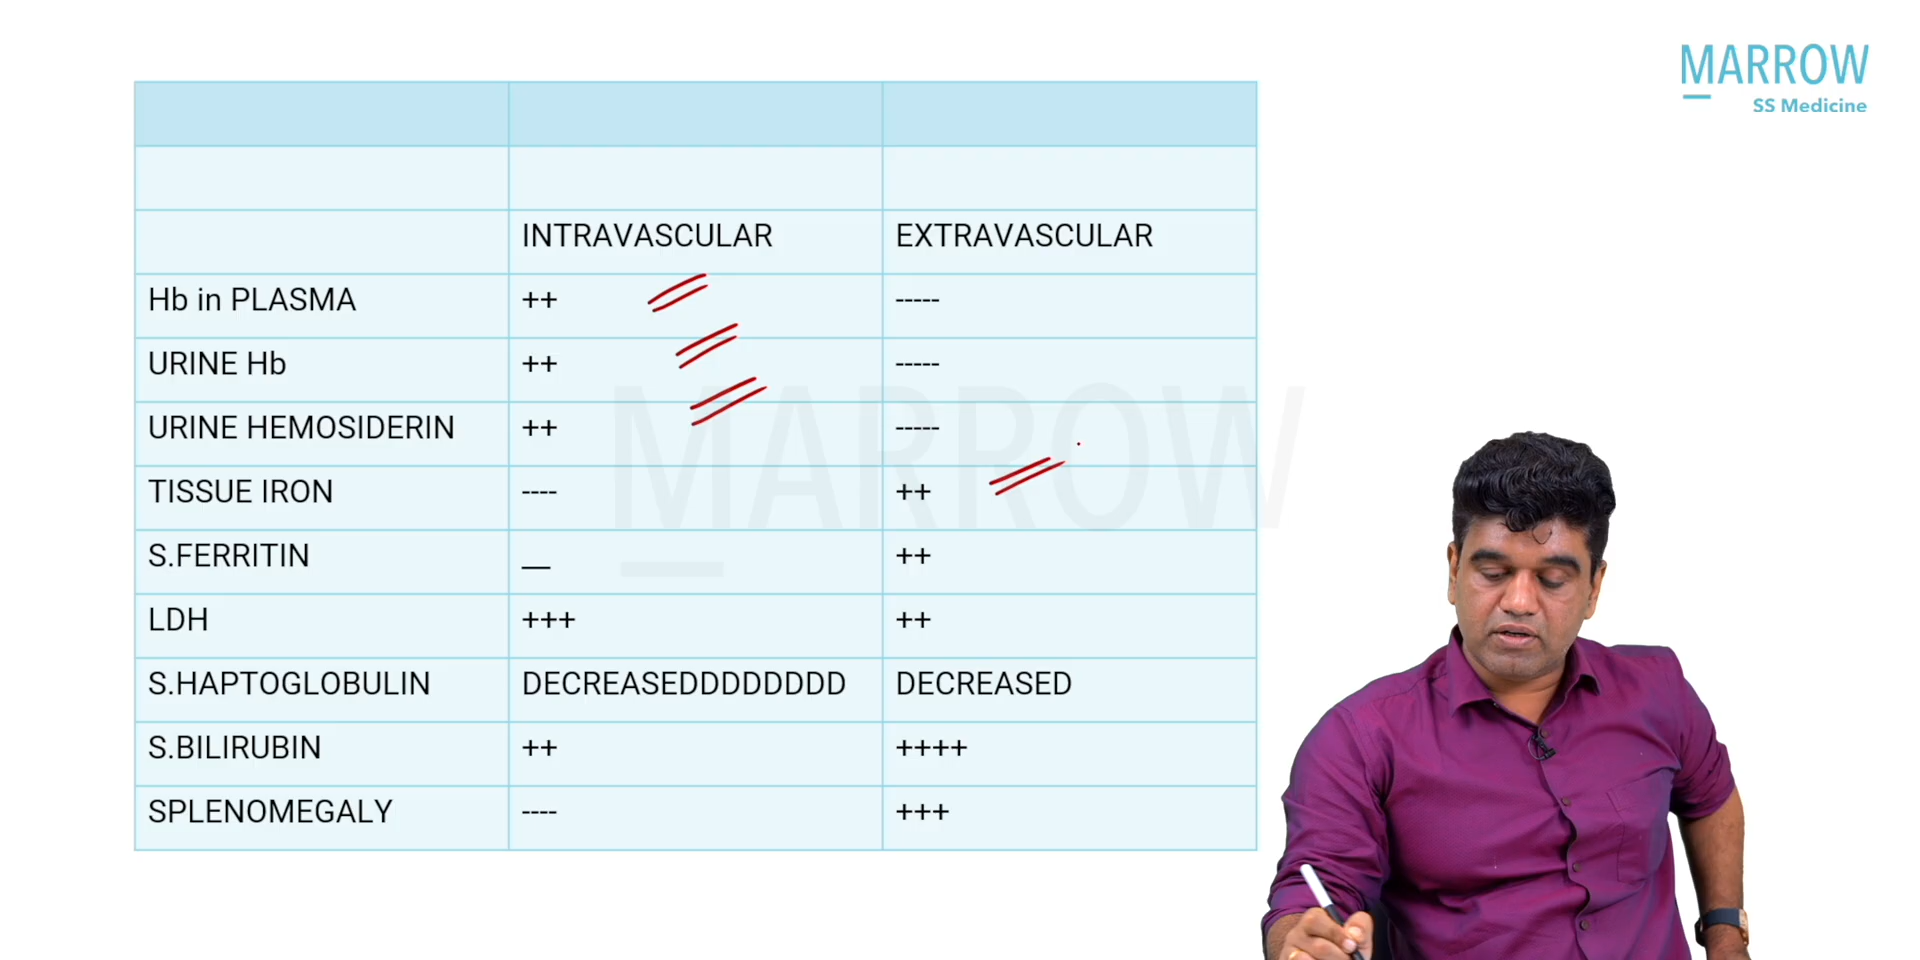 MARROW
SS Medicine
INTRAVASCULAR EXTRAVASCULAR
Hb in PLASMA ++ -----
URINE Hb ++ -----
URINE HEMOSIDERIN ++ -----
TISSUE IRON ---- ++
S.FERRITIN __ ++
LDH +++ ++
S.HAPTOGLOBULIN DECREASEDDDDDDDD DECREASED
S.BILIRUBIN ++ ++++
SPLENOMEGALY ---- +++
MARROW